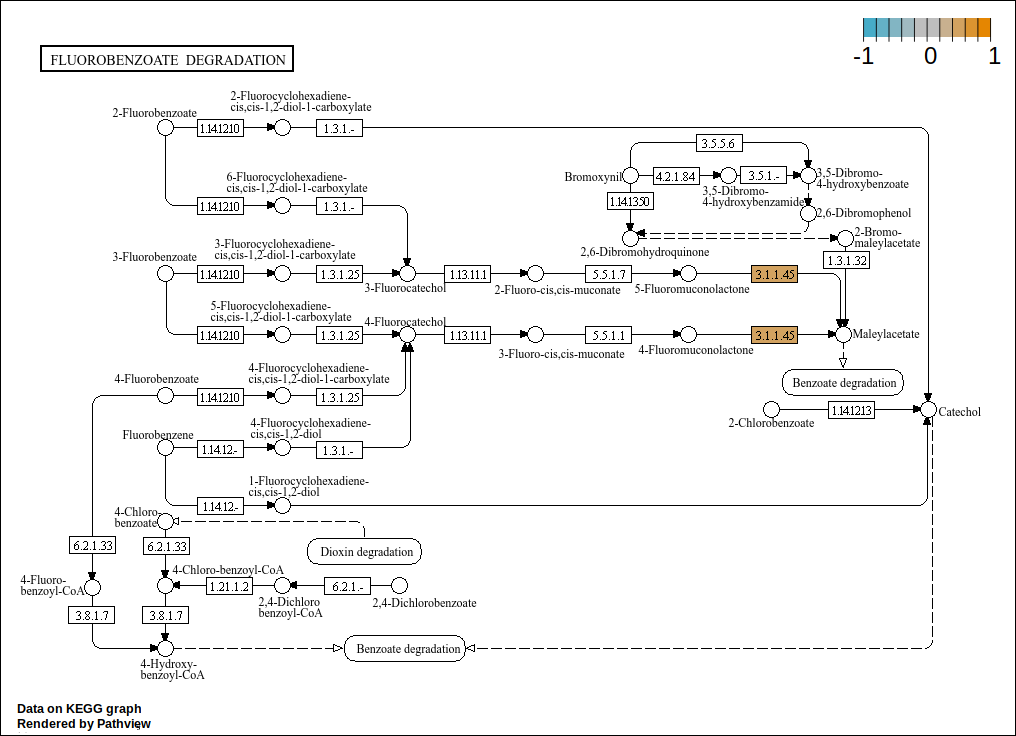 -1 0 1
FLUOROBENZOATE DEGRADATION
2-Fluorobenzoate
2-Fluorocyclohexadiene-
cis,cis-1,2-diol-1-carboxylate
1.14.12.10
1.3.1.-
6-Fluorocyclohexadiene-
cis,cis-1,2-diol-1-carboxylate
1.14.12.10
1.3.1.-
3.5.5.6
Bromoxynil
4.2.1.84
3.5.1.-
3,5-Dibromo-
4-hydroxybenzoate
3,5-Dibromo-
4-hydroxybenzamide
1.14.13.50
2,6-Dibromophenol
2,6-Dibromohydroquinone
2-Bromo-
maleylacetate
1.3.1.32
3-Fluorobenzoate
3-Fluorocyclohexadiene-
cis,cis-1,2-diol-1-carboxylate
1.14.12.10
1.3.1.25
3-Fluorocatechol
1.13.11.1
2-Fluoro-cis,cis-muconate
5.5.1.7
5-Fluoromuconolactone
3.1.1.45
5-Fluorocyclohexadiene-
cis,cis-1,2-diol-1-carboxylate
1.14.12.10
1.3.1.25
4-Fluorocatechol
1.13.11.1
3-Fluoro-cis,cis-muconate
5.5.1.1
4-Fluoromuconolactone
3.1.1.45
Maleylacetate
Benzoate degradation
4-Fluorobenzoate
4-Fluorocyclohexadiene-
cis,cis-1,2-diol-1-carboxylate
1.14.12.10
1.3.1.25
2-Chlorobenzoate
1.14.12.13
Catechol
Fluorobenzene
4-Fluorocyclohexadiene-
cis,cis-1,2-diol
1.14.12.-
1.3.1.-
1-Fluorocyclohexadiene-
cis,cis-1,2-diol
1.14.12.-
4-Chloro-
benzoate
6.2.1.33
6.2.1.33
Dioxin degradation
4-Fluoro-
benzoyl-CoA
4-Chloro-benzoyl-CoA
1.21.1.2
2,4-Dichloro
benzoyl-CoA
6.2.1.-
2,4-Dichlorobenzoate
3.8.1.7
3.8.1.7
4-Hydroxy-
benzoyl-CoA
Benzoate degradation
Data on KEGG graph
Rendered by Pathview